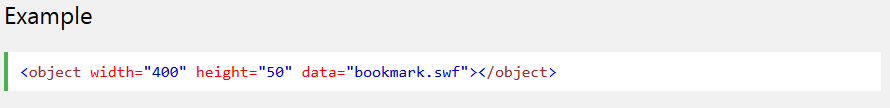 Example
<object width="400" height="50" data="bookmark.swf"></object>